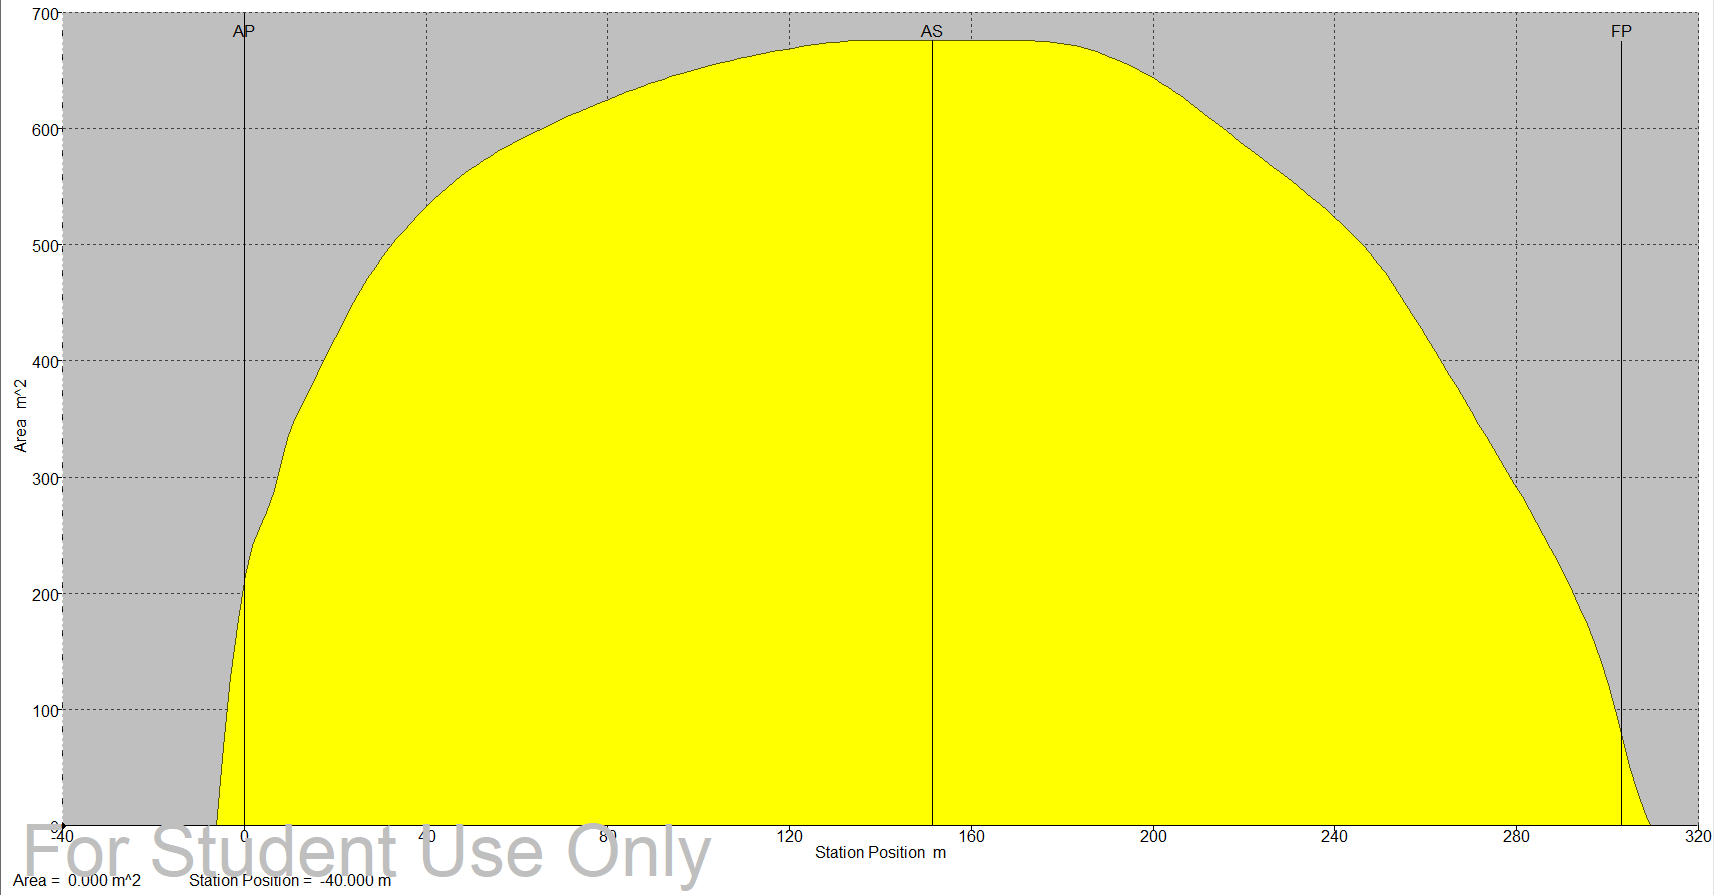 700
AP
AS
FP
600
500
400
300
200
100
0
Area m^2
-40
0
40
80
120
160
200
240
280
320
Station Position m
For Student Use Only
Area = 0.000 m^2
Station Position = -40.000 m